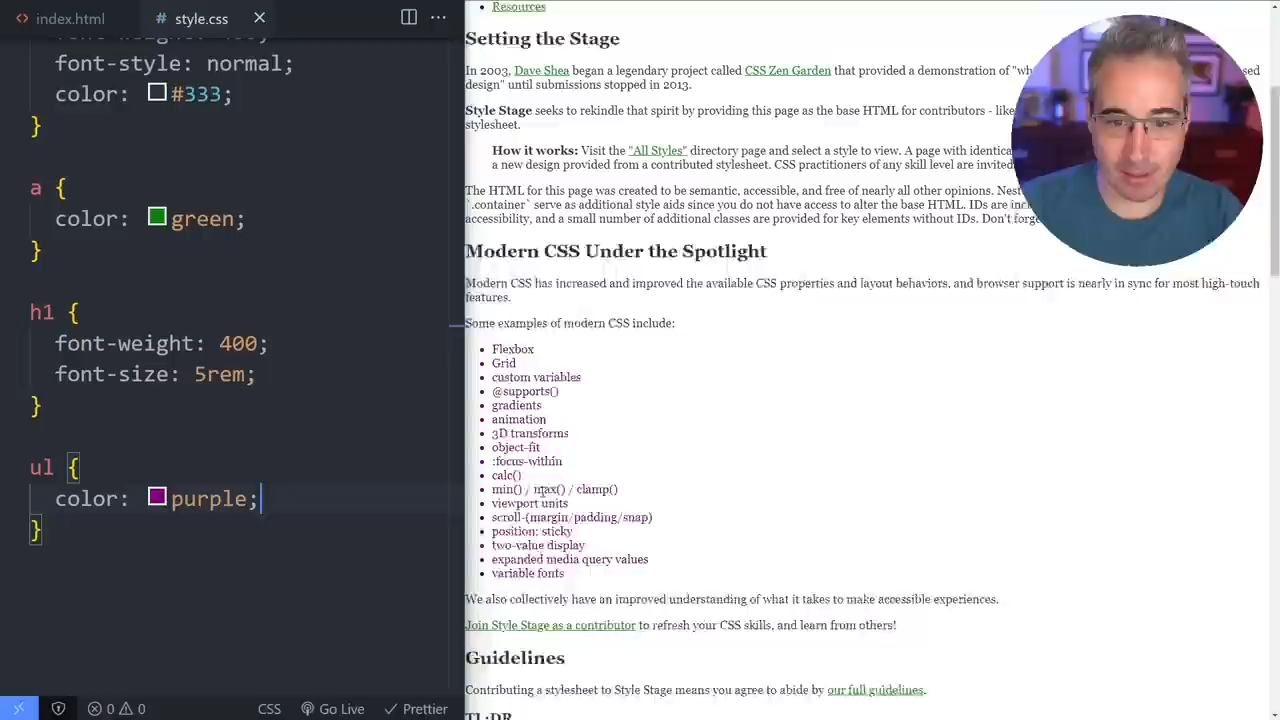 index.html
style.css
font-style: normal;
color: #333;
}
a {
color: green;
}
h1 {
font-weight: 400;
font-size: 5rem;
}
ul {
color: purple;
}
0 0
CSS
Go Live
Prettier
Resources
Setting the Stage
In 2003, Dave Shea began a legendary project called CSS Zen Garden that provided a demonstration of "wh
design" until submissions stopped in 2013.
Style Stage seeks to rekindle that spirit by providing this page as the base HTML for contributors - like
stylesheet.
How it works: Visit the "All Styles" directory page and select a style to view. A page with identica
a new design provided from a contributed stylesheet. CSS practitioners of any skill level are invited
The HTML for this page was created to be semantic, accessible, and free of nearly all other opinions. Nest
`.container` serve as additional style aids since you do not have access to alter the base HTML. IDs are incl
accessibility, and a small number of additional classes are provided for key elements without IDs. Don't forge
Modern CSS Under the Spotlight
Modern CSS has increased and improved the available CSS properties and layout behaviors, and browser support is nearly in sync for most high-touch
features.
Some examples of modern CSS include:
Flexbox
Grid
custom variables
@supports()
gradients
animation
3D transforms
object-fit
:focus-within
calc()
min() / max() / clamp()
viewport units
scroll-(margin/padding/snap)
position: sticky
two-value display
expanded media query values
variable fonts
We also collectively have an improved understanding of what it takes to make accessible experiences.
Join Style Stage as a contributor to refresh your CSS skills, and learn from others!
Guidelines
Contributing a stylesheet to Style Stage means you agree to abide by our full guidelines.
TL;DR